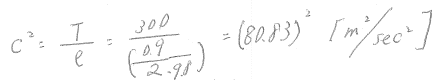 c² = T/ρ = 300/(0.9/2.98) = (80.83)² [m²/sec²]